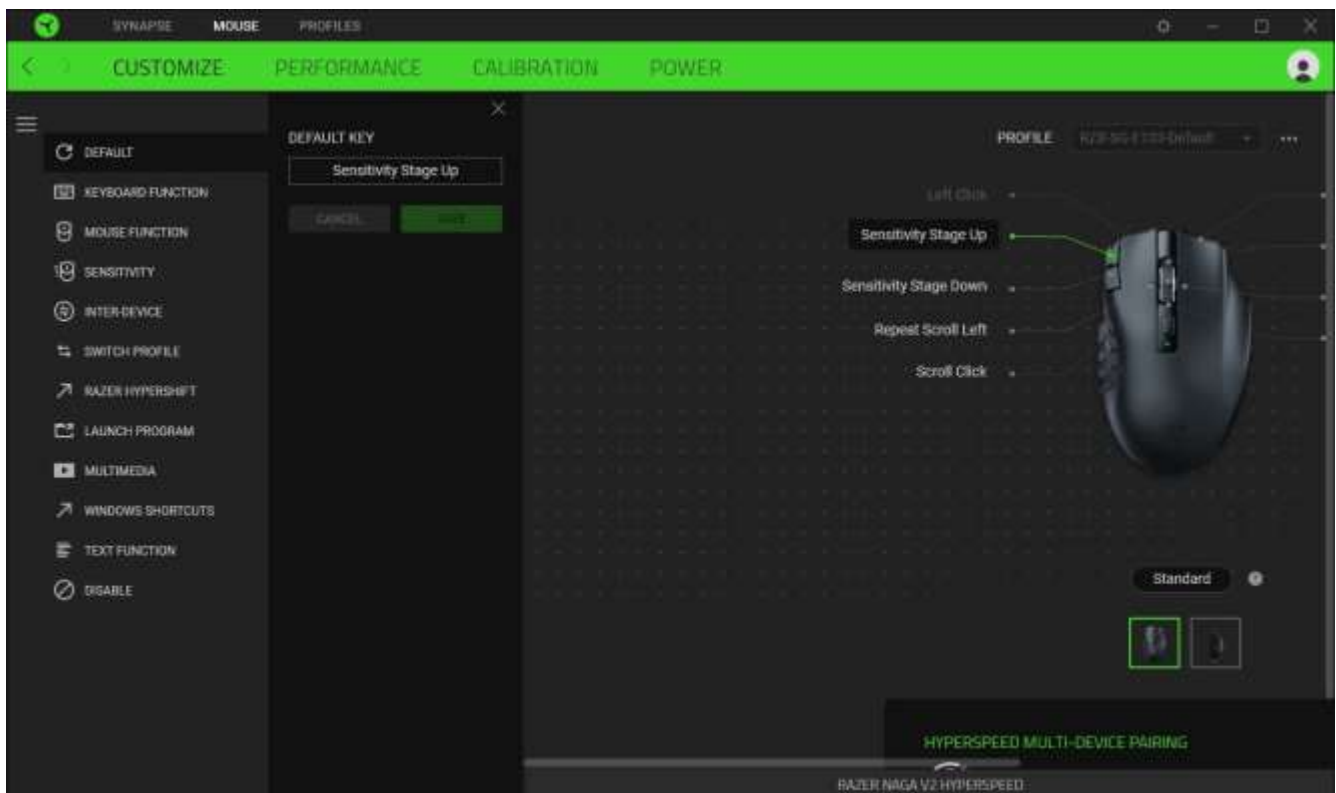 SYNAPSE MOUSE PROFILES
CUSTOMIZE PERFORMANCE CALIBRATION POWER
DEFAULT
KEYBOARD FUNCTION
MOUSE FUNCTION
SENSITIVITY
INTER-DEVICE
SWITCH PROFILE
RAZER HYPERSHIFT
LAUNCH PROGRAM
MULTIMEDIA
WINDOWS SHORTCUTS
TEXT FUNCTION
DISABLE
DEFAULT KEY
Sensitivity Stage Up
CANCEL SAVE
PROFILE
Left Click
Sensitivity Stage Up
Sensitivity Stage Down
Repeat Scroll Left
Scroll Click
Standard
HYPERSPEED MULTI-DEVICE PAIRING
RAZER NAGA V2 HYPERSPEED